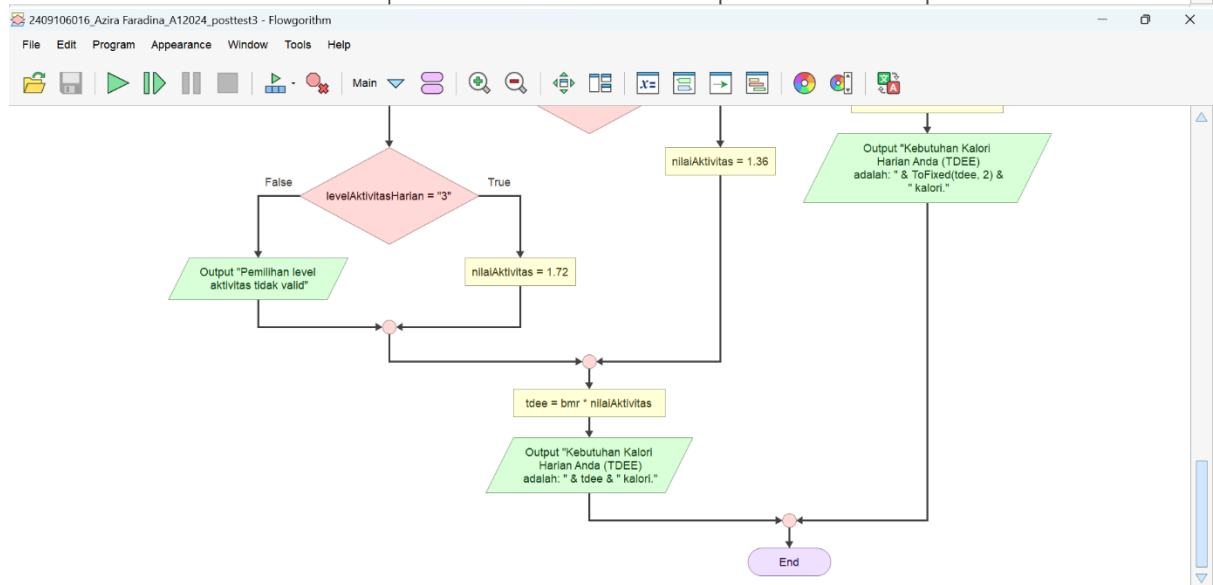 2409106016_Azira Faradina_A12024_posttest3 - Flowgorithm
File Edit Program Appearance Window Tools Help
Main
x=
A
Output "Kebutuhan Kalori
Harian Anda (TDEE)
adalah: " & ToFixed(tdee, 2) &
" kalori."
nilaiAktivitas = 1.36
False
True
levelAktivitasHarian = "3"
Output "Pemilihan level
aktivitas tidak valid"
nilaiAktivitas = 1.72
tdee = bmr * nilaiAktivitas
Output "Kebutuhan Kalori
Harian Anda (TDEE)
adalah: " & tdee & " kalori."
End